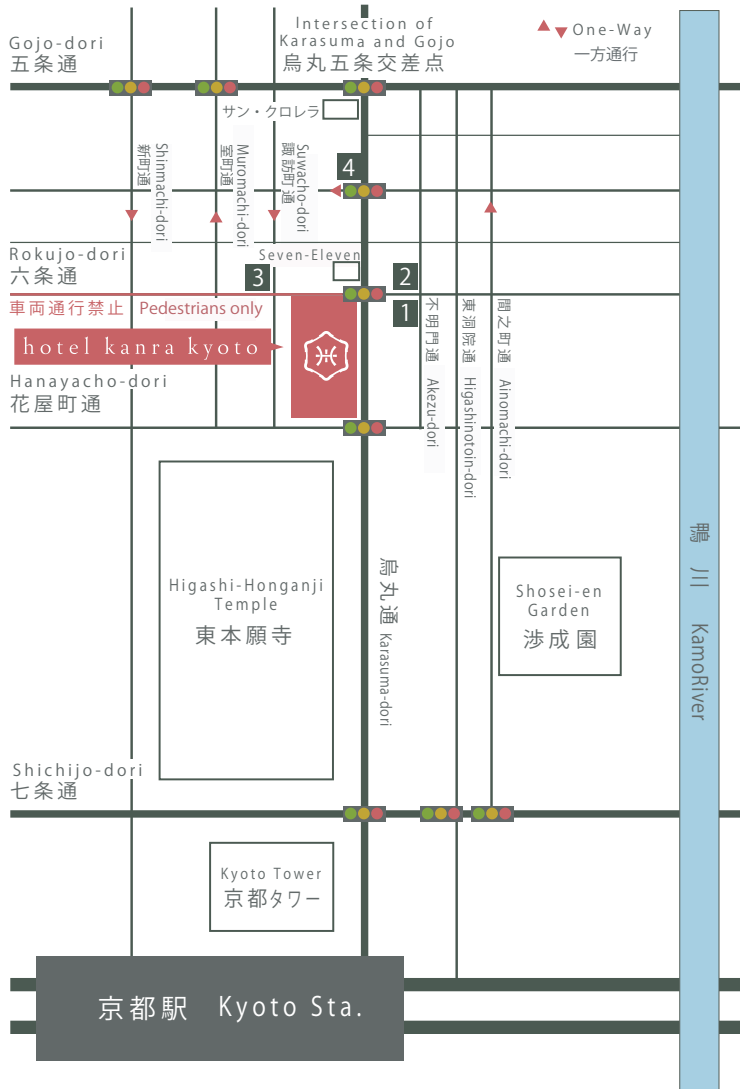 Gojo-dori
五条通
Intersection of
Karasuma and Gojo
烏丸五条交差点
One-Way
一方通行
サン・クロレラ
Shinmachi-dori
新町通
Muromachi-dori
室町通
Suwacho-dori
諏訪町通
4
Rokujo-dori
六条通
Seven-Eleven
3
2
1
車両通行禁止 Pedestrians only
hotel kanra kyoto
Hanayacho-dori
花屋町通
不明門通 Akezu-dori
東洞院通 Higashinotoin-dori
間之町通 Ainomachi-dori
Higashi-Honganji
Temple
東本願寺
烏丸通 Karasuma-dori
Shosei-en
Garden
渉成園
鴨川 KamoRiver
Shichijo-dori
七条通
Kyoto Tower
京都タワー
京都駅 Kyoto Sta.